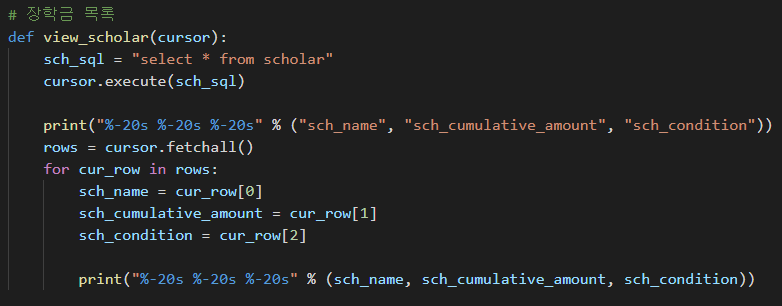 # 장학금 목록
def view_scholar(cursor):
    sch_sql = "select * from scholar"
    cursor.execute(sch_sql)

    print("%-20s %-20s %-20s" % ("sch_name", "sch_cumulative_amount", "sch_condition"))
    rows = cursor.fetchall()
    for cur_row in rows:
        sch_name = cur_row[0]
        sch_cumulative_amount = cur_row[1]
        sch_condition = cur_row[2]

        print("%-20s %-20s %-20s" % (sch_name, sch_cumulative_amount, sch_condition))